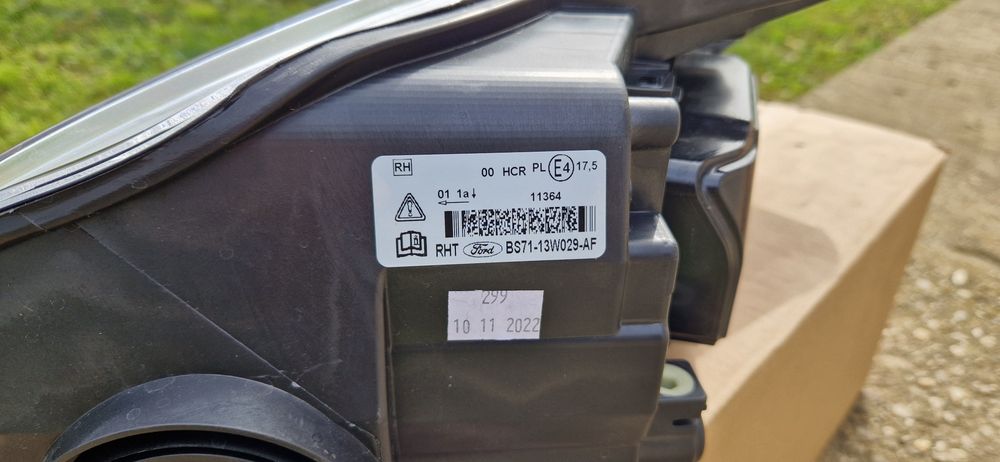 RH 00 HCR PL E4 17,5
01 1a↓
11364
RHT Ford BS71-13W029-AF
299
10 11 2022